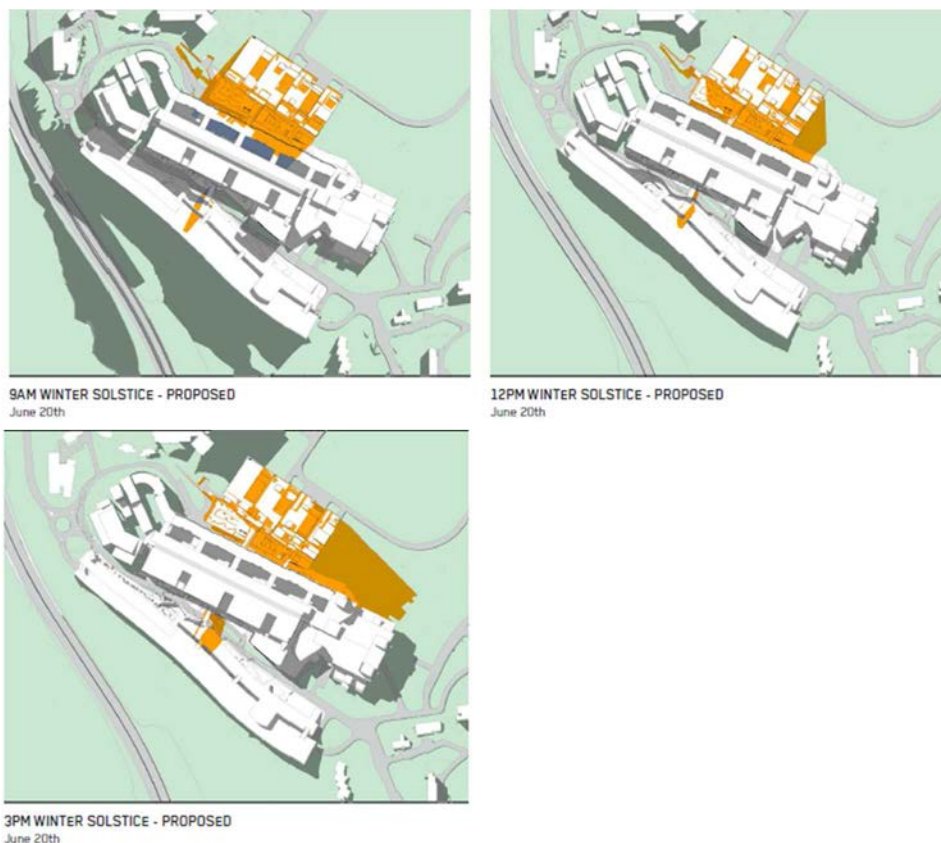 9AM WINTER SOLSTICE - PROPOSED
June 20th
12PM WINTER SOLSTICE - PROPOSED
June 20th
3PM WINTER SOLSTICE - PROPOSED
June 20th